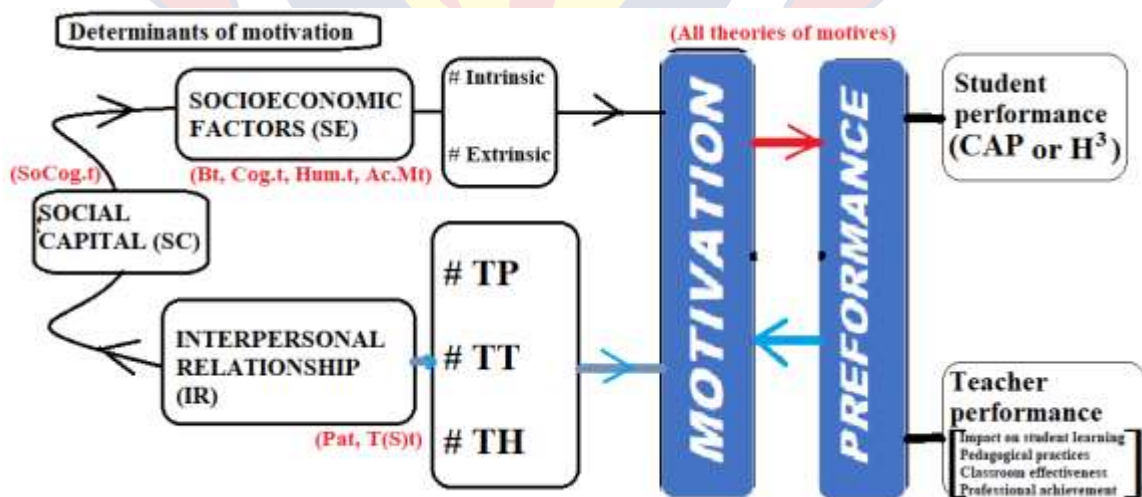 Determinants of motivation
(All theories of motives)
SOCIOECONOMIC
FACTORS (SE)
# Intrinsic
# Extrinsic
(SoCog.t)
(Bt, Cog.t, Hum.t, Ac.Mt)
SOCIAL
CAPITAL (SC)
INTERPERSONAL
RELATIONSHIP
(IR)
(Pat, T(S)t)
# TP
# TT
# TH
MOTIVATION
PREFORMANCE
Student
performance
(CAP or H³)
Teacher
performance
Impact on student learning
Pedagogical practices
Classroom effectiveness
Professional achievement